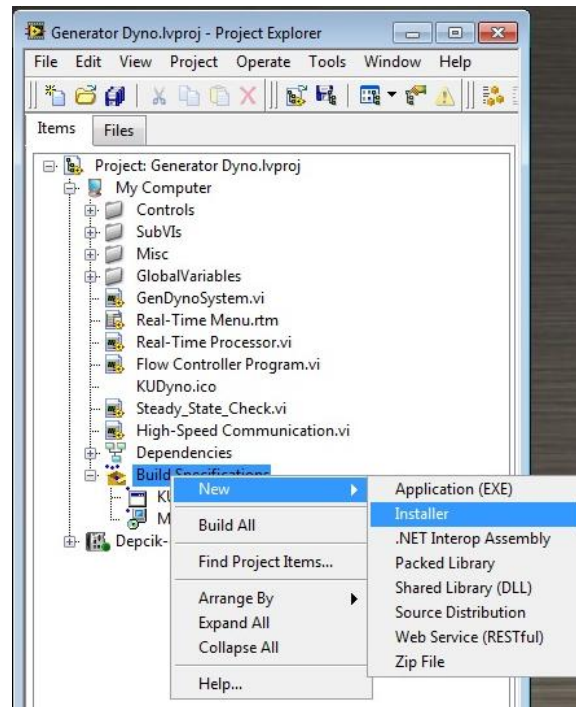 Generator Dyno.lvproj - Project Explorer
File Edit View Project Operate Tools Window Help
Items Files
Project: Generator Dyno.lvproj
My Computer
Controls
SubVIs
Misc
GlobalVariables
GenDynoSystem.vi
Real-Time Menu.rtm
Real-Time Processor.vi
Flow Controller Program.vi
KUDyno.ico
Steady_State_Check.vi
High-Speed Communication.vi
Dependencies
Build Specifications
Depcik-
New
Build All
Find Project Items...
Arrange By
Expand All
Collapse All
Help...
Application (EXE)
Installer
.NET Interop Assembly
Packed Library
Shared Library (DLL)
Source Distribution
Web Service (RESTful)
Zip File